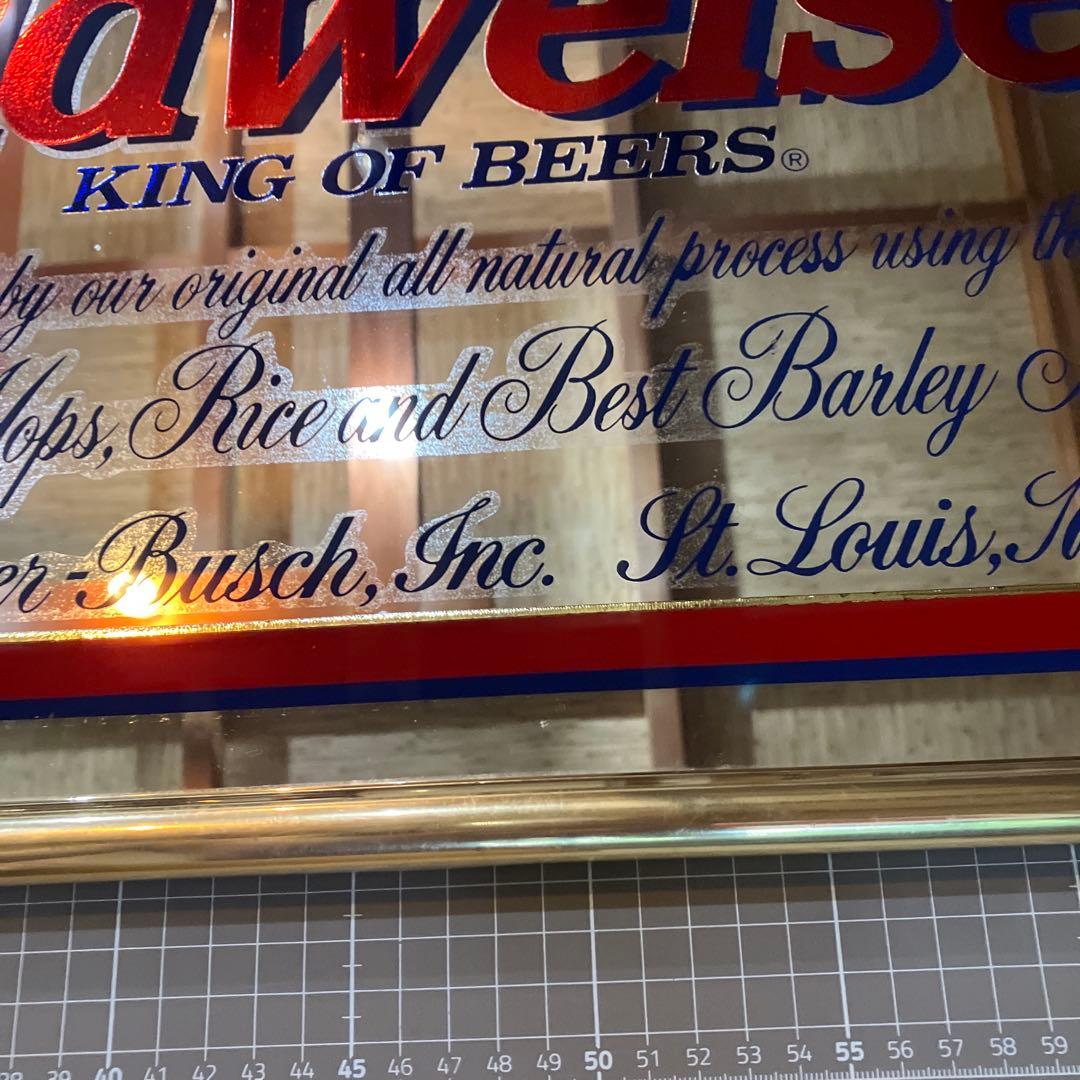 dweise
KING OF BEERS®
by our original all natural process using th
Hops, Rice and Best Barley
er-Busch, Inc. St. Louis,
38 39 40 41 42 43 44 45 46 47 48 49 50 51 52 53 54 55 56 57 58 59